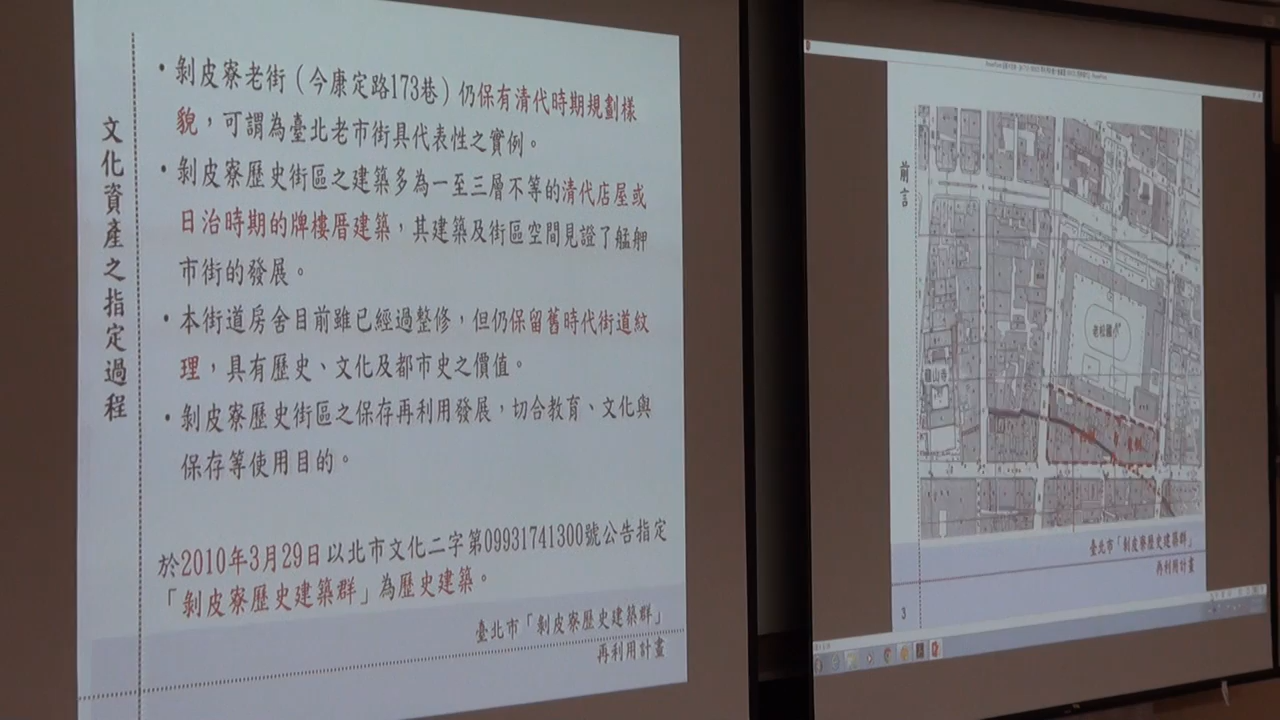 文化資產之指定過程
• 剝皮寮老街（今康定路173巷）仍保有清代時期規劃樣
貌，可謂為臺北老市街具代表性之實例。
• 剝皮寮歷史街區之建築多為一至三層不等的清代店屋或
日治時期的牌樓厝建築，其建築及街區空間見證了艋舺
市街的發展。
• 本街道房舍目前雖已經過整修，但仍保留舊時代街道紋
理，具有歷史、文化及都市史之價值。
• 剝皮寮歷史街區之保存再利用發展，切合教育、文化與
保存等使用目的。
於2010年3月29日以北市文化二字第09931741300號公告指定
「剝皮寮歷史建築群」為歷史建築。
臺北市「剝皮寮歷史建築群」
再利用計畫
前言
老松國小
龍山寺
臺北市「剝皮寮歷史建築群」
再利用計畫
3